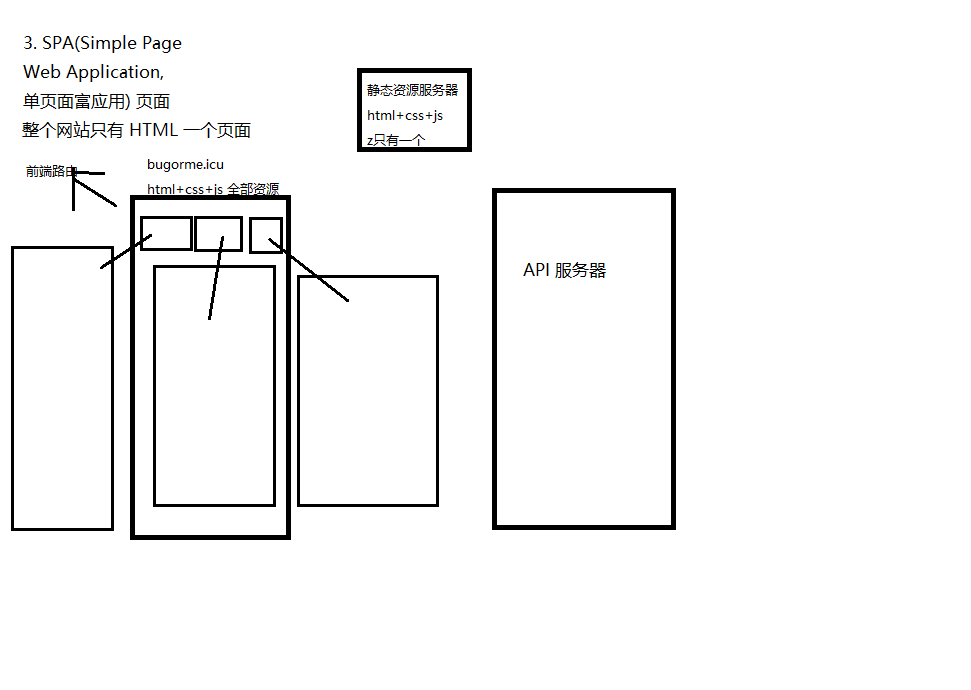 3. SPA(Simple Page
Web Application,
单页面富应用) 页面
整个网站只有 HTML 一个页面
静态资源服务器
html+css+js
z只有一个
前端路由
bugorme.icu
html+css+js 全部资源
API 服务器